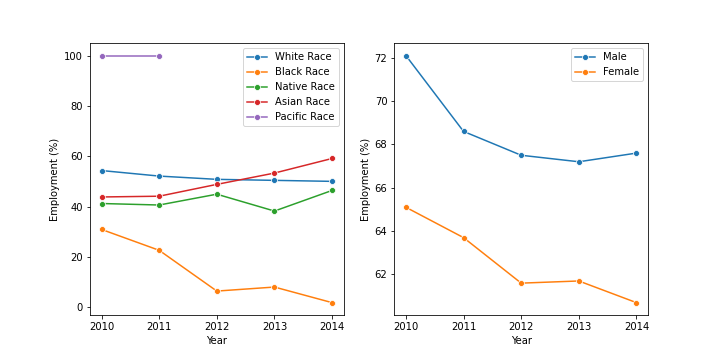 White Race
Black Race
Native Race
Asian Race
Pacific Race
100
80
60
40
20
0
Employment (%)
2010 2011 2012 2013 2014
Year
Male
Female
72
70
68
66
64
62
Employment (%)
2010 2011 2012 2013 2014
Year